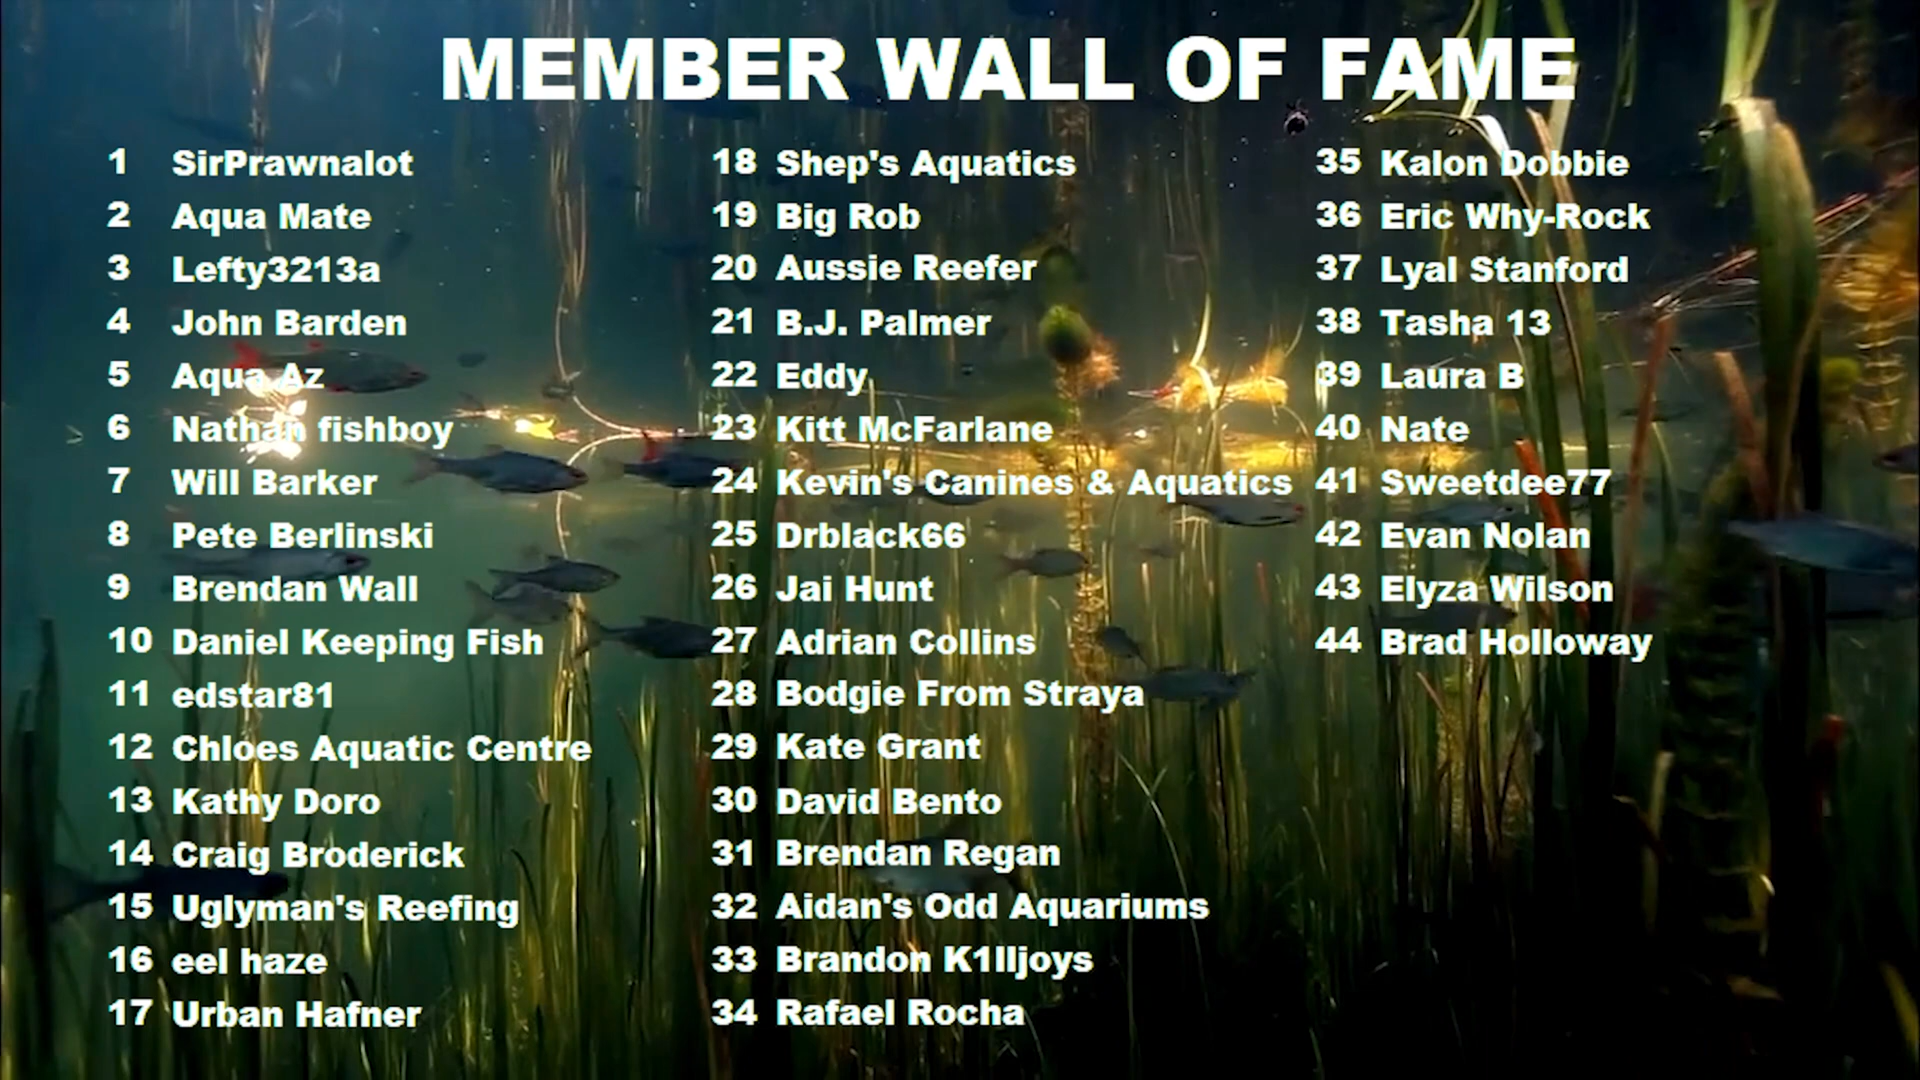 MEMBER WALL OF FAME
1 SirPrawnalot
2 Aqua Mate
3 Lefty3213a
4 John Barden
5 Aqua Az
6 Nathan fishboy
7 Will Barker
8 Pete Berlinski
9 Brendan Wall
10 Daniel Keeping Fish
11 edstar81
12 Chloes Aquatic Centre
13 Kathy Doro
14 Craig Broderick
15 Uglyman's Reefing
16 eel haze
17 Urban Hafner
18 Shep's Aquatics
19 Big Rob
20 Aussie Reefer
21 B.J. Palmer
22 Eddy
23 Kitt McFarlane
24 Kevin's Canines & Aquatics
25 Drblack66
26 Jai Hunt
27 Adrian Collins
28 Bodgie From Straya
29 Kate Grant
30 David Bento
31 Brendan Regan
32 Aidan's Odd Aquariums
33 Brandon K1lljoys
34 Rafael Rocha
35 Kalon Dobbie
36 Eric Why-Rock
37 Lyal Stanford
38 Tasha 13
39 Laura B
40 Nate
41 Sweetdee77
42 Evan Nolan
43 Elyza Wilson
44 Brad Holloway